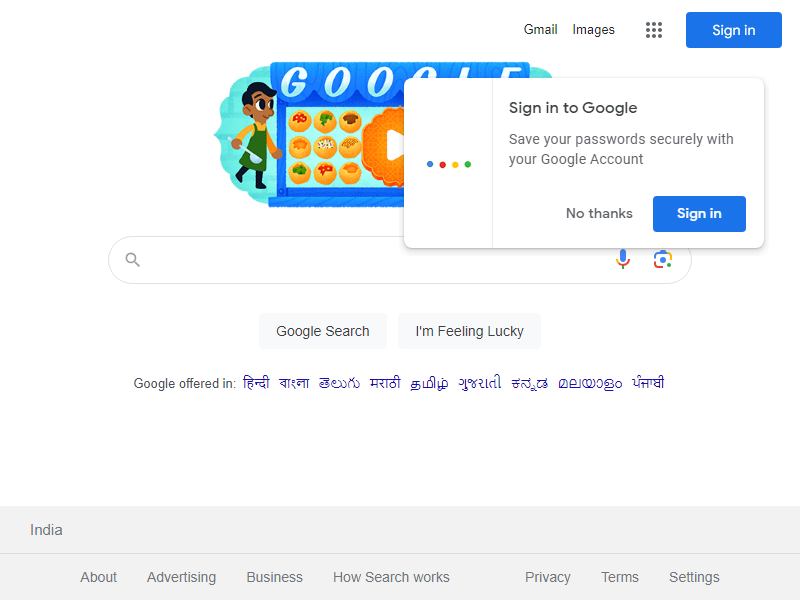 Gmail Images Sign in
GOOGLE
Sign in to Google
Save your passwords securely with
your Google Account
No thanks Sign in
Google Search I'm Feeling Lucky
Google offered in: हिन्दी বাংলা తెలుగు मराठी தமிழ் ગુજરાતી ಕನ್ನಡ മലയാളം ਪੰਜਾਬੀ
India
About Advertising Business How Search works Privacy Terms Settings